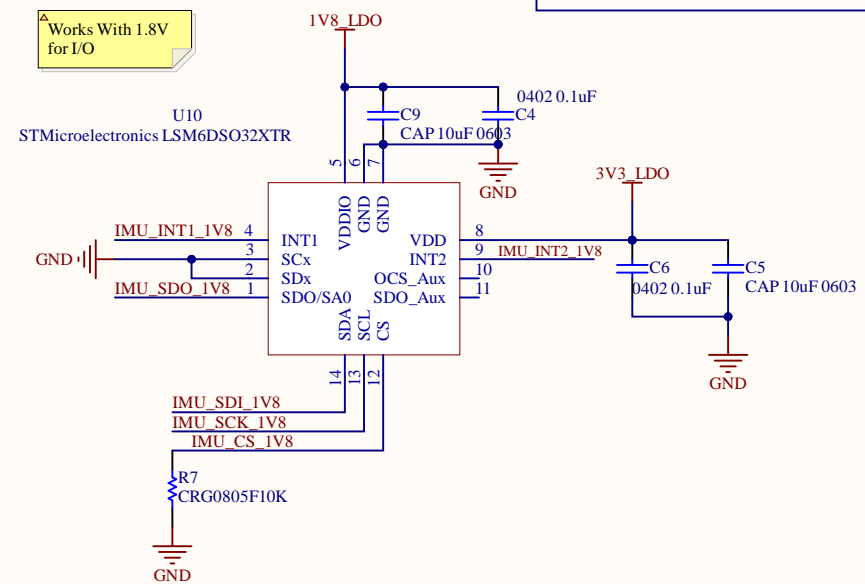 Works With 1.8V
for I/O
1V8_LDO
U10
STMicroelectronics LSM6DSO32XTR
0402 0.1uF
C9
C4
CAP 10uF 0603
GND
3V3_LDO
5
6
7
VDDIO
GND
GND
IMU_INT1_1V8
4
INT1
VDD
8
GND
3
SCx
INT2
9
IMU_INT2_1V8
2
SDx
OCS_Aux
10
IMU_SDO_1V8
1
SDO/SA0
SDO_Aux
11
C6
0402 0.1uF
C5
CAP 10uF 0603
GND
SDA
SCL
CS
14
13
12
IMU_SDI_1V8
IMU_SCK_1V8
IMU_CS_1V8
R7
CRG0805F10K
GND